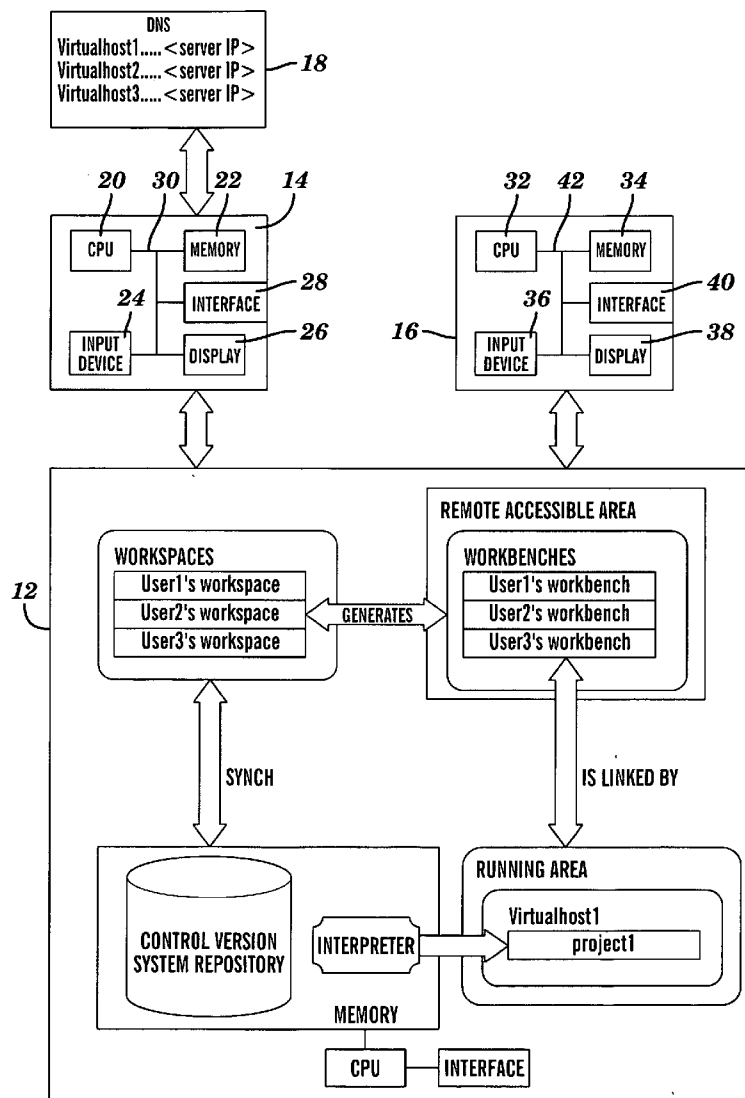 DNS
Virtualhost1.....<server IP>
Virtualhost2.....<server IP>
Virtualhost3.....<server IP>
18
20
30
22
14
CPU
MEMORY
28
INTERFACE
24
26
INPUT
DEVICE
DISPLAY
32
42
34
CPU
MEMORY
40
INTERFACE
36
16
38
INPUT
DEVICE
DISPLAY
12
REMOTE ACCESSIBLE AREA
WORKSPACES
User1's workspace
User2's workspace
User3's workspace
GENERATES
WORKBENCHES
User1's workbench
User2's workbench
User3's workbench
SYNCH
IS LINKED BY
CONTROL VERSION
SYSTEM REPOSITORY
INTERPRETER
MEMORY
RUNNING AREA
Virtualhost1
project1
CPU
INTERFACE